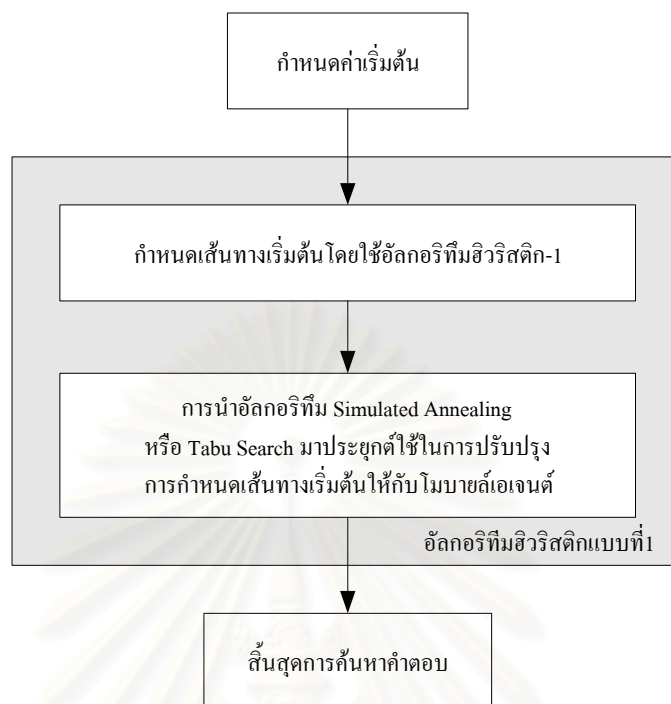 กำหนดค่าเริ่มต้น
กำหนดเส้นทางเริ่มต้นโดยใช้อัลกอริทึมฮิวริสติก-1
การนำอัลกอริทึม Simulated Annealing
หรือ Tabu Search มาประยุกต์ใช้ในการปรับปรุง
การกำหนดเส้นทางเริ่มต้นให้กับโมบายล์เอเจนต์
อัลกอริทึมฮิวริสติกแบบที่1
สิ้นสุดการค้นหาคำตอบ